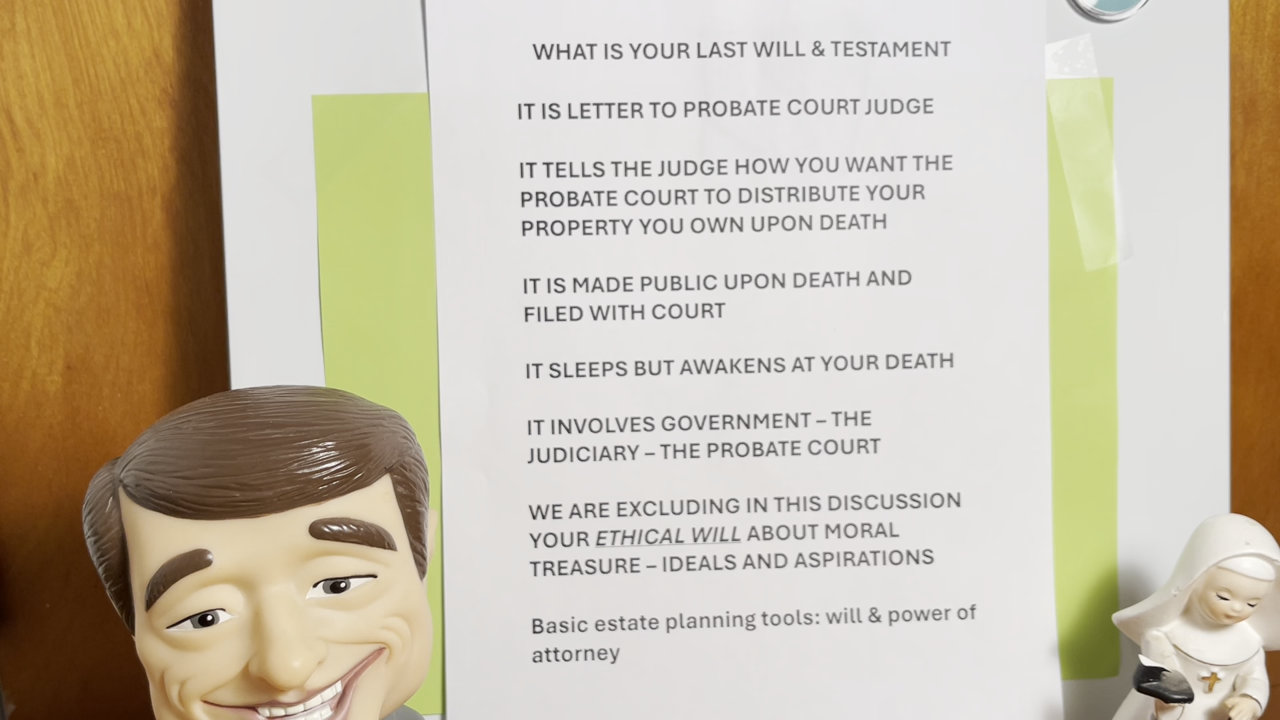 WHAT IS YOUR LAST WILL & TESTAMENT
IT IS LETTER TO PROBATE COURT JUDGE
IT TELLS THE JUDGE HOW YOU WANT THE
PROBATE COURT TO DISTRIBUTE YOUR
PROPERTY YOU OWN UPON DEATH
IT IS MADE PUBLIC UPON DEATH AND
FILED WITH COURT
IT SLEEPS BUT AWAKENS AT YOUR DEATH
IT INVOLVES GOVERNMENT – THE
JUDICIARY – THE PROBATE COURT
WE ARE EXCLUDING IN THIS DISCUSSION
YOUR ETHICAL WILL ABOUT MORAL
TREASURE – IDEALS AND ASPIRATIONS
Basic estate planning tools: will & power of
attorney